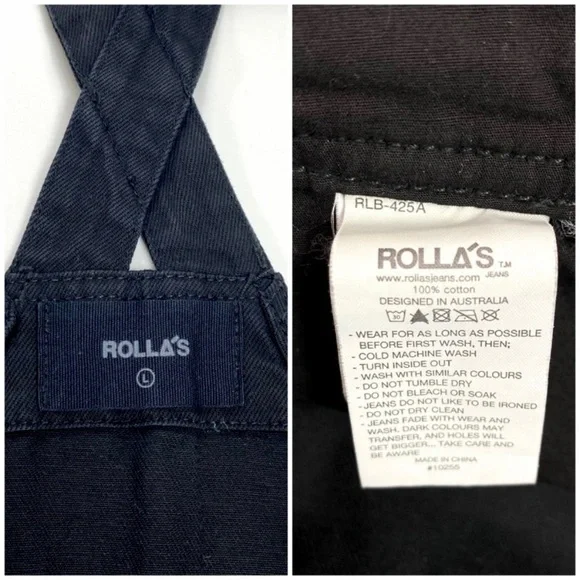 ROLLA'S
L
RLB-425A
ROLLA'S TM
JEANS
www.rollasjeans.com
100% cotton
DESIGNED IN AUSTRALIA
30
- WEAR FOR AS LONG AS POSSIBLE
BEFORE FIRST WASH, THEN;
- COLD MACHINE WASH
- TURN INSIDE OUT
- WASH WITH SIMILAR COLOURS
- DO NOT TUMBLE DRY
- DO NOT BLEACH OR SOAK
- JEANS DO NOT LIKE TO BE IRONED
- DO NOT DRY CLEAN
- JEANS FADE WITH WEAR AND
WASH. DARK COLOURS MAY
TRANSFER, AND HOLES WILL
GET BIGGER... TAKE CARE AND
BE AWARE
MADE IN CHINA
#10255